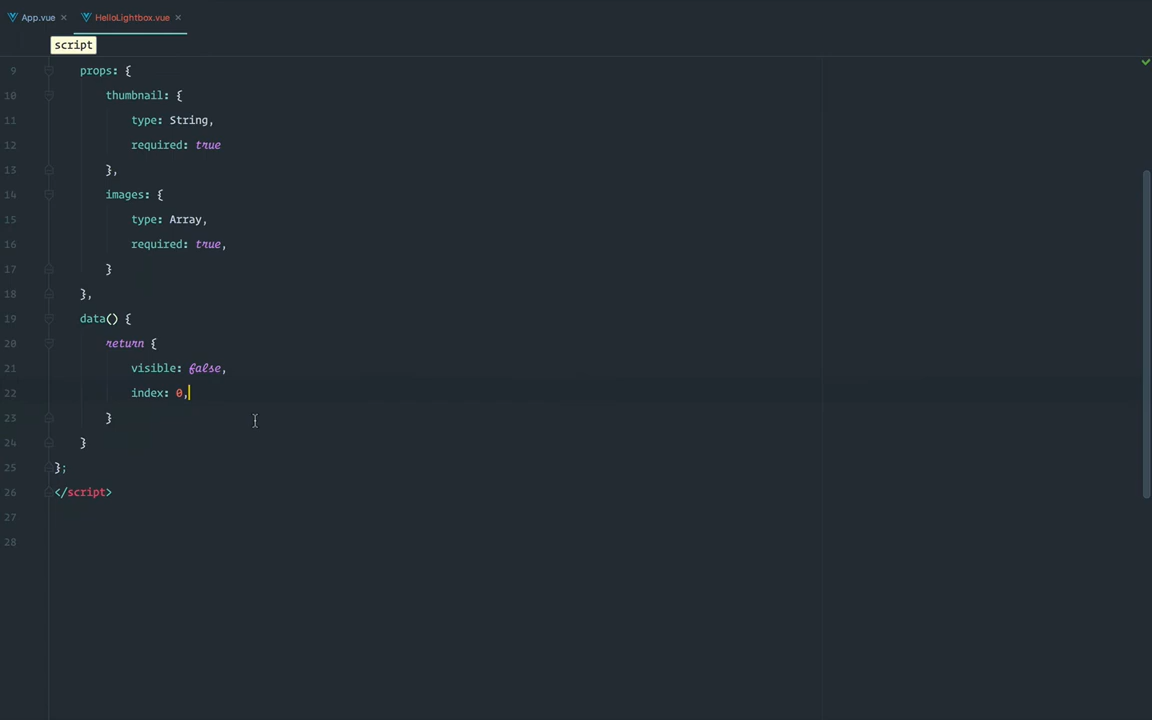 App.vue HelloLightbox.vue
script
9 props: {
10 thumbnail: {
11 type: String,
12 required: true
13 },
14 images: {
15 type: Array,
16 required: true,
17 }
18 },
19 data() {
20 return {
21 visible: false,
22 index: 0,
23 }
24 }
25 };
26 </script>
27
28